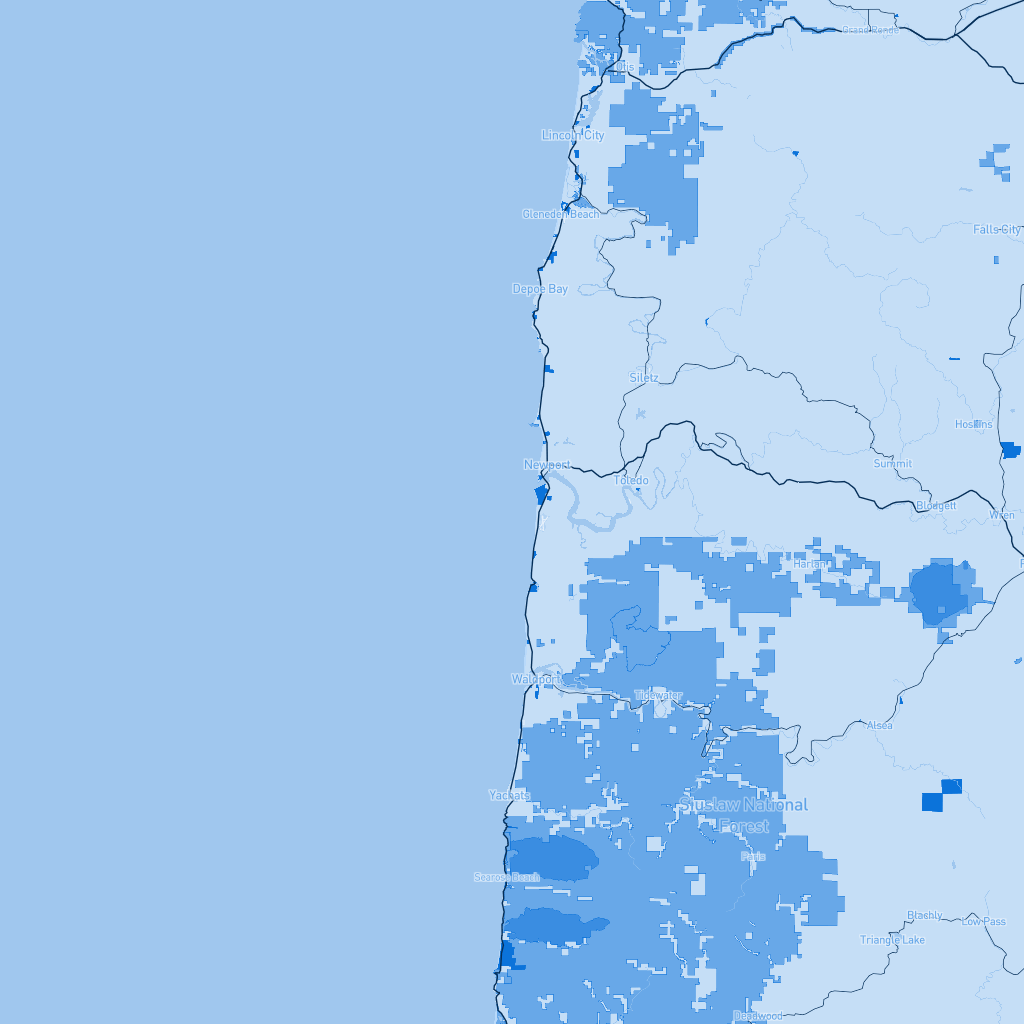 Grand Ronde
Otis
Lincoln City
Gleneden Beach
Falls City
Depoe Bay
Siletz
Hoskins
Newport
Summit
Toledo
Blodgett
Wren
Harlan
Waldport
Tidewater
Alsea
Yachats
Siuslaw National
Forest
Paris
Searose Beach
Blachly
Low Pass
Triangle Lake
Deadwood